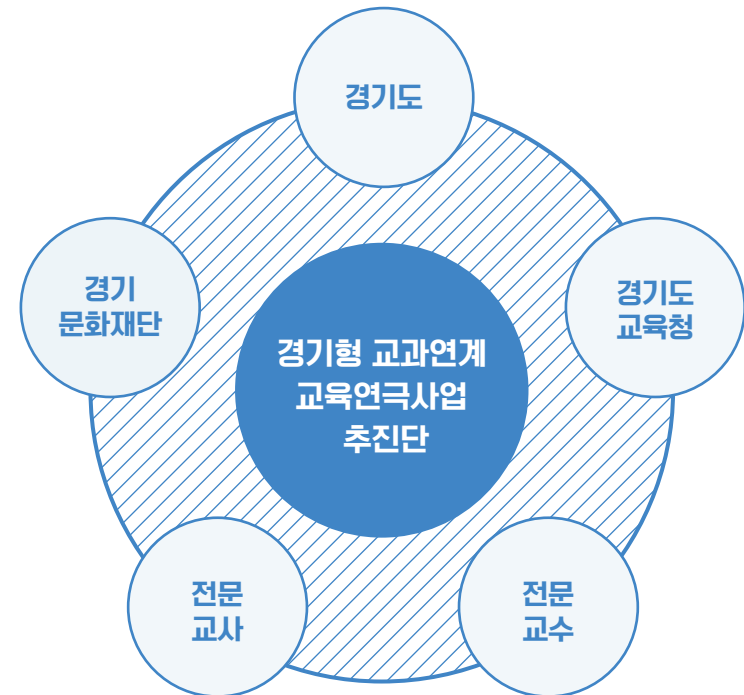 경기도
경기
문화재단
경기도
교육청
경기형 교과연계
교육연극사업
추진단
전문
교사
전문
교수